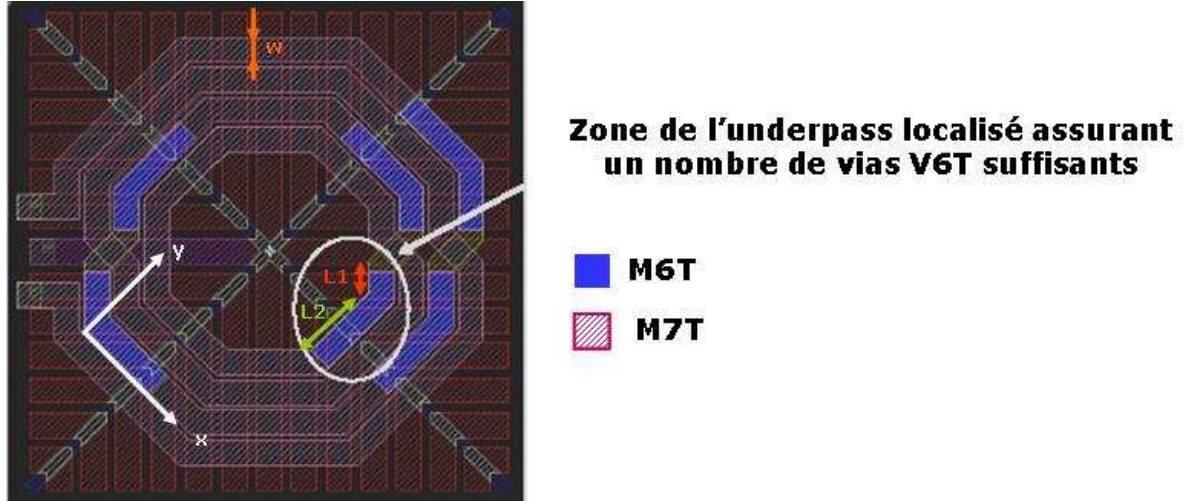 w
Zone de l'underpass localisé assurant
un nombre de vias V6T suffisants
y
L1
M6T
L2
M7T
x